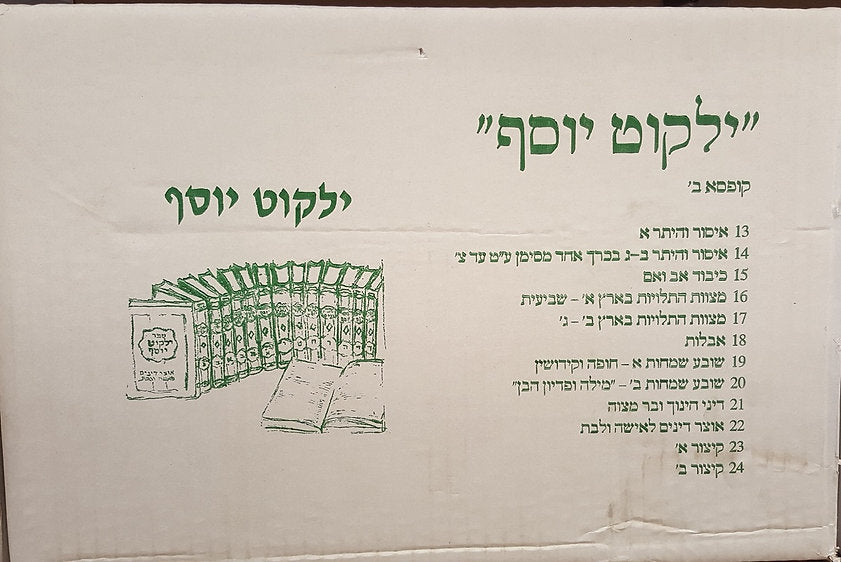 "ילקוט יוסף"
קופסא ב'
13 איסור והיתר א
14 איסור והיתר ב-ג בכרך אחד מסימן ע"ט עד צ'
15 כיבוד אב ואם
16 מצוות התלויות בארץ א' - שביעית
17 מצוות התלויות בארץ ב' - ג'
18 אבלות
19 שובע שמחות א - חופה וקידושין
20 שובע שמחות ב' - "מילה ופדיון הבן"
21 דיני חינוך ובר מצוה
22 אוצר דינים לאישה ולבת
23 קיצור א'
24 קיצור ב'
ילקוט יוסף
ספר
ילקוט
יוסף
אוצר דינים